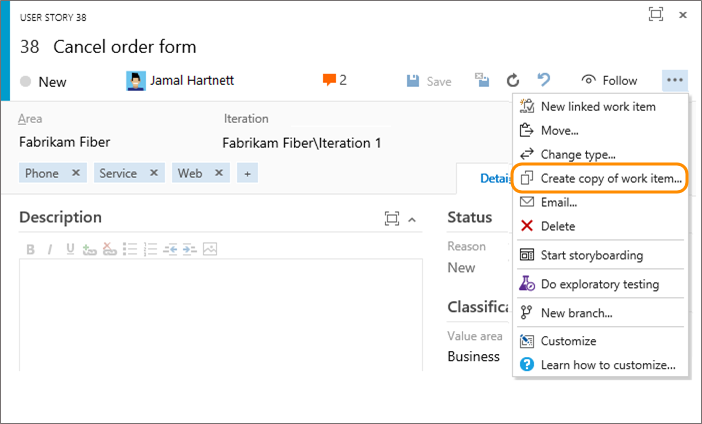 USER STORY 38
38 Cancel order form
New Jamal Hartnett 2 Save Follow ...
Area Iteration
Fabrikam Fiber Fabrikam Fiber\Iteration 1
Phone × Service × Web × +
Details
Description
B I U
Status
Reason
New
Classifica
Value area
Business
New linked work item
Move...
Change type...
Create copy of work item...
Email...
Delete
Start storyboarding
Do exploratory testing
New branch...
Customize
Learn how to customize...